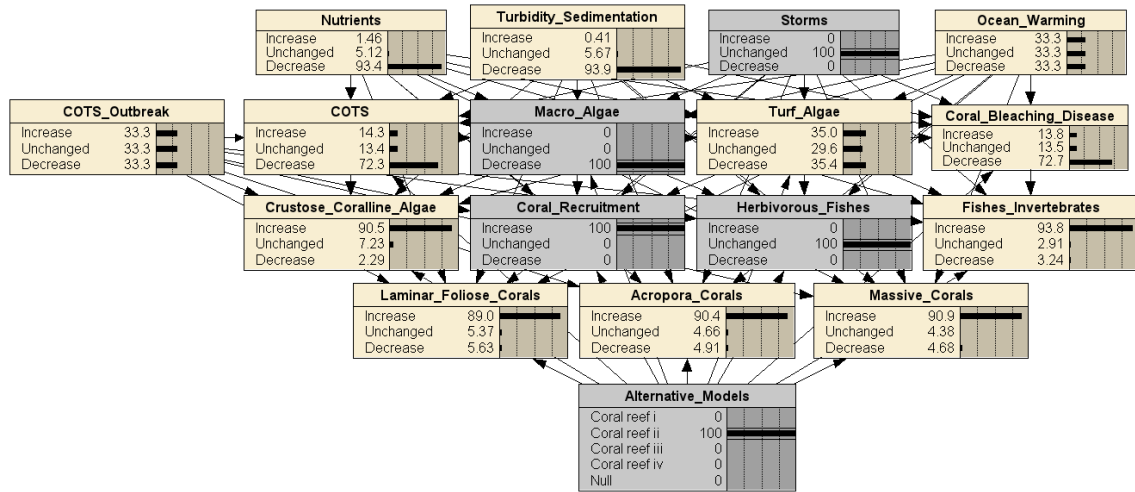 Nutrients
Increase 1.46
Unchanged 5.12
Decrease 93.4
Turbidity_Sedimentation
Increase 0.41
Unchanged 5.67
Decrease 93.9
Storms
Increase 0
Unchanged 100
Decrease 0
Ocean_Warming
Increase 33.3
Unchanged 33.3
Decrease 33.3
COTS_Outbreak
Increase 33.3
Unchanged 33.3
Decrease 33.3
COTS
Increase 14.3
Unchanged 13.4
Decrease 72.3
Macro_Algae
Increase 0
Unchanged 0
Decrease 100
Turf_Algae
Increase 35.0
Unchanged 29.6
Decrease 35.4
Coral_Bleaching_Disease
Increase 13.8
Unchanged 13.5
Decrease 72.7
Crustose_Coralline_Algae
Increase 90.5
Unchanged 7.23
Decrease 2.29
Coral_Recruitment
Increase 100
Unchanged 0
Decrease 0
Herbivorous_Fishes
Increase 0
Unchanged 100
Decrease 0
Fishes_Invertebrates
Increase 93.8
Unchanged 2.91
Decrease 3.24
Laminar_Foliose_Corals
Increase 89.0
Unchanged 5.37
Decrease 5.63
Acropora_Corals
Increase 90.4
Unchanged 4.66
Decrease 4.91
Massive_Corals
Increase 90.9
Unchanged 4.38
Decrease 4.68
Alternative_Models
Coral reef i 0
Coral reef ii 100
Coral reef iii 0
Coral reef iv 0
Null 0